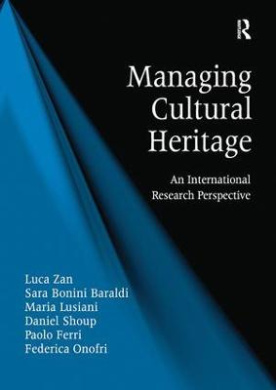 Managing
Cultural
Heritage
An International
Research Perspective
Luca Zan
Sara Bonini Baraldi
Maria Lusiani
Daniel Shoup
Paolo Ferri
Federica Onofri